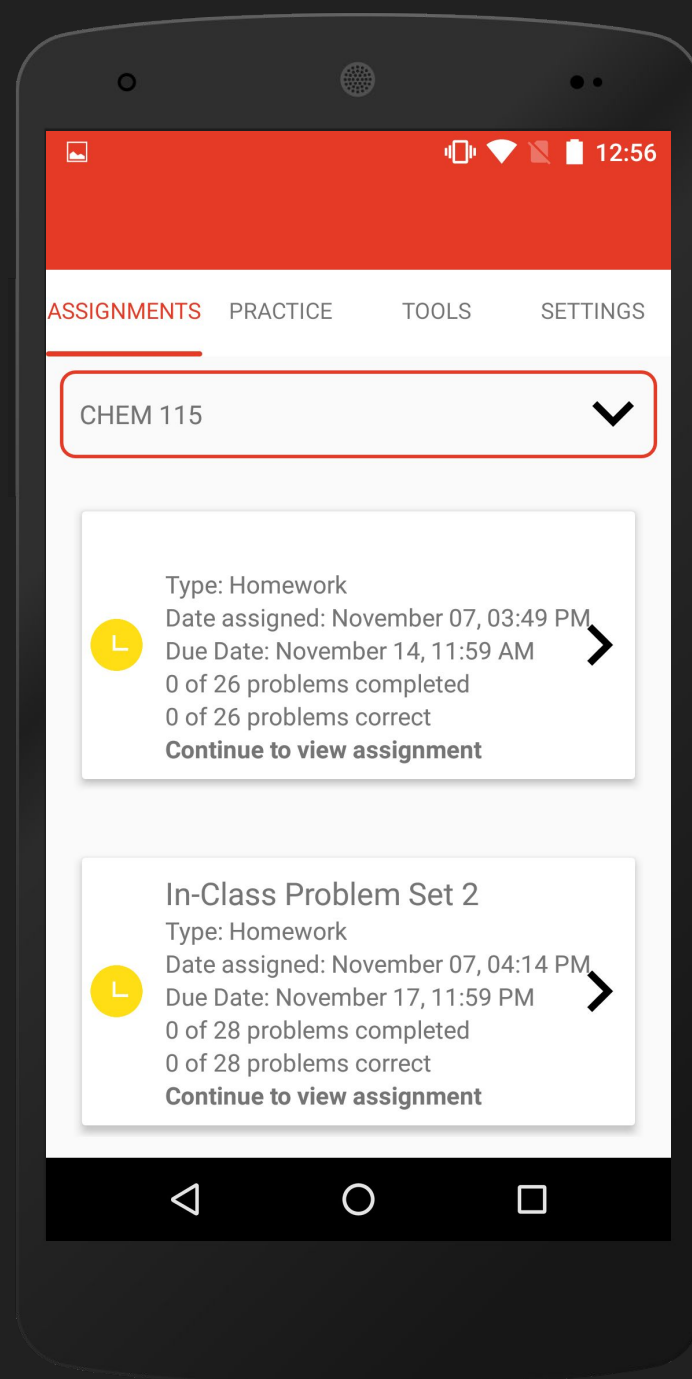 12:56
ASSIGNMENTS PRACTICE TOOLS SETTINGS
CHEM 115
Type: Homework
Date assigned: November 07, 03:49 PM
Due Date: November 14, 11:59 AM
0 of 26 problems completed
0 of 26 problems correct
Continue to view assignment
In-Class Problem Set 2
Type: Homework
Date assigned: November 07, 04:14 PM
Due Date: November 17, 11:59 PM
0 of 28 problems completed
0 of 28 problems correct
Continue to view assignment